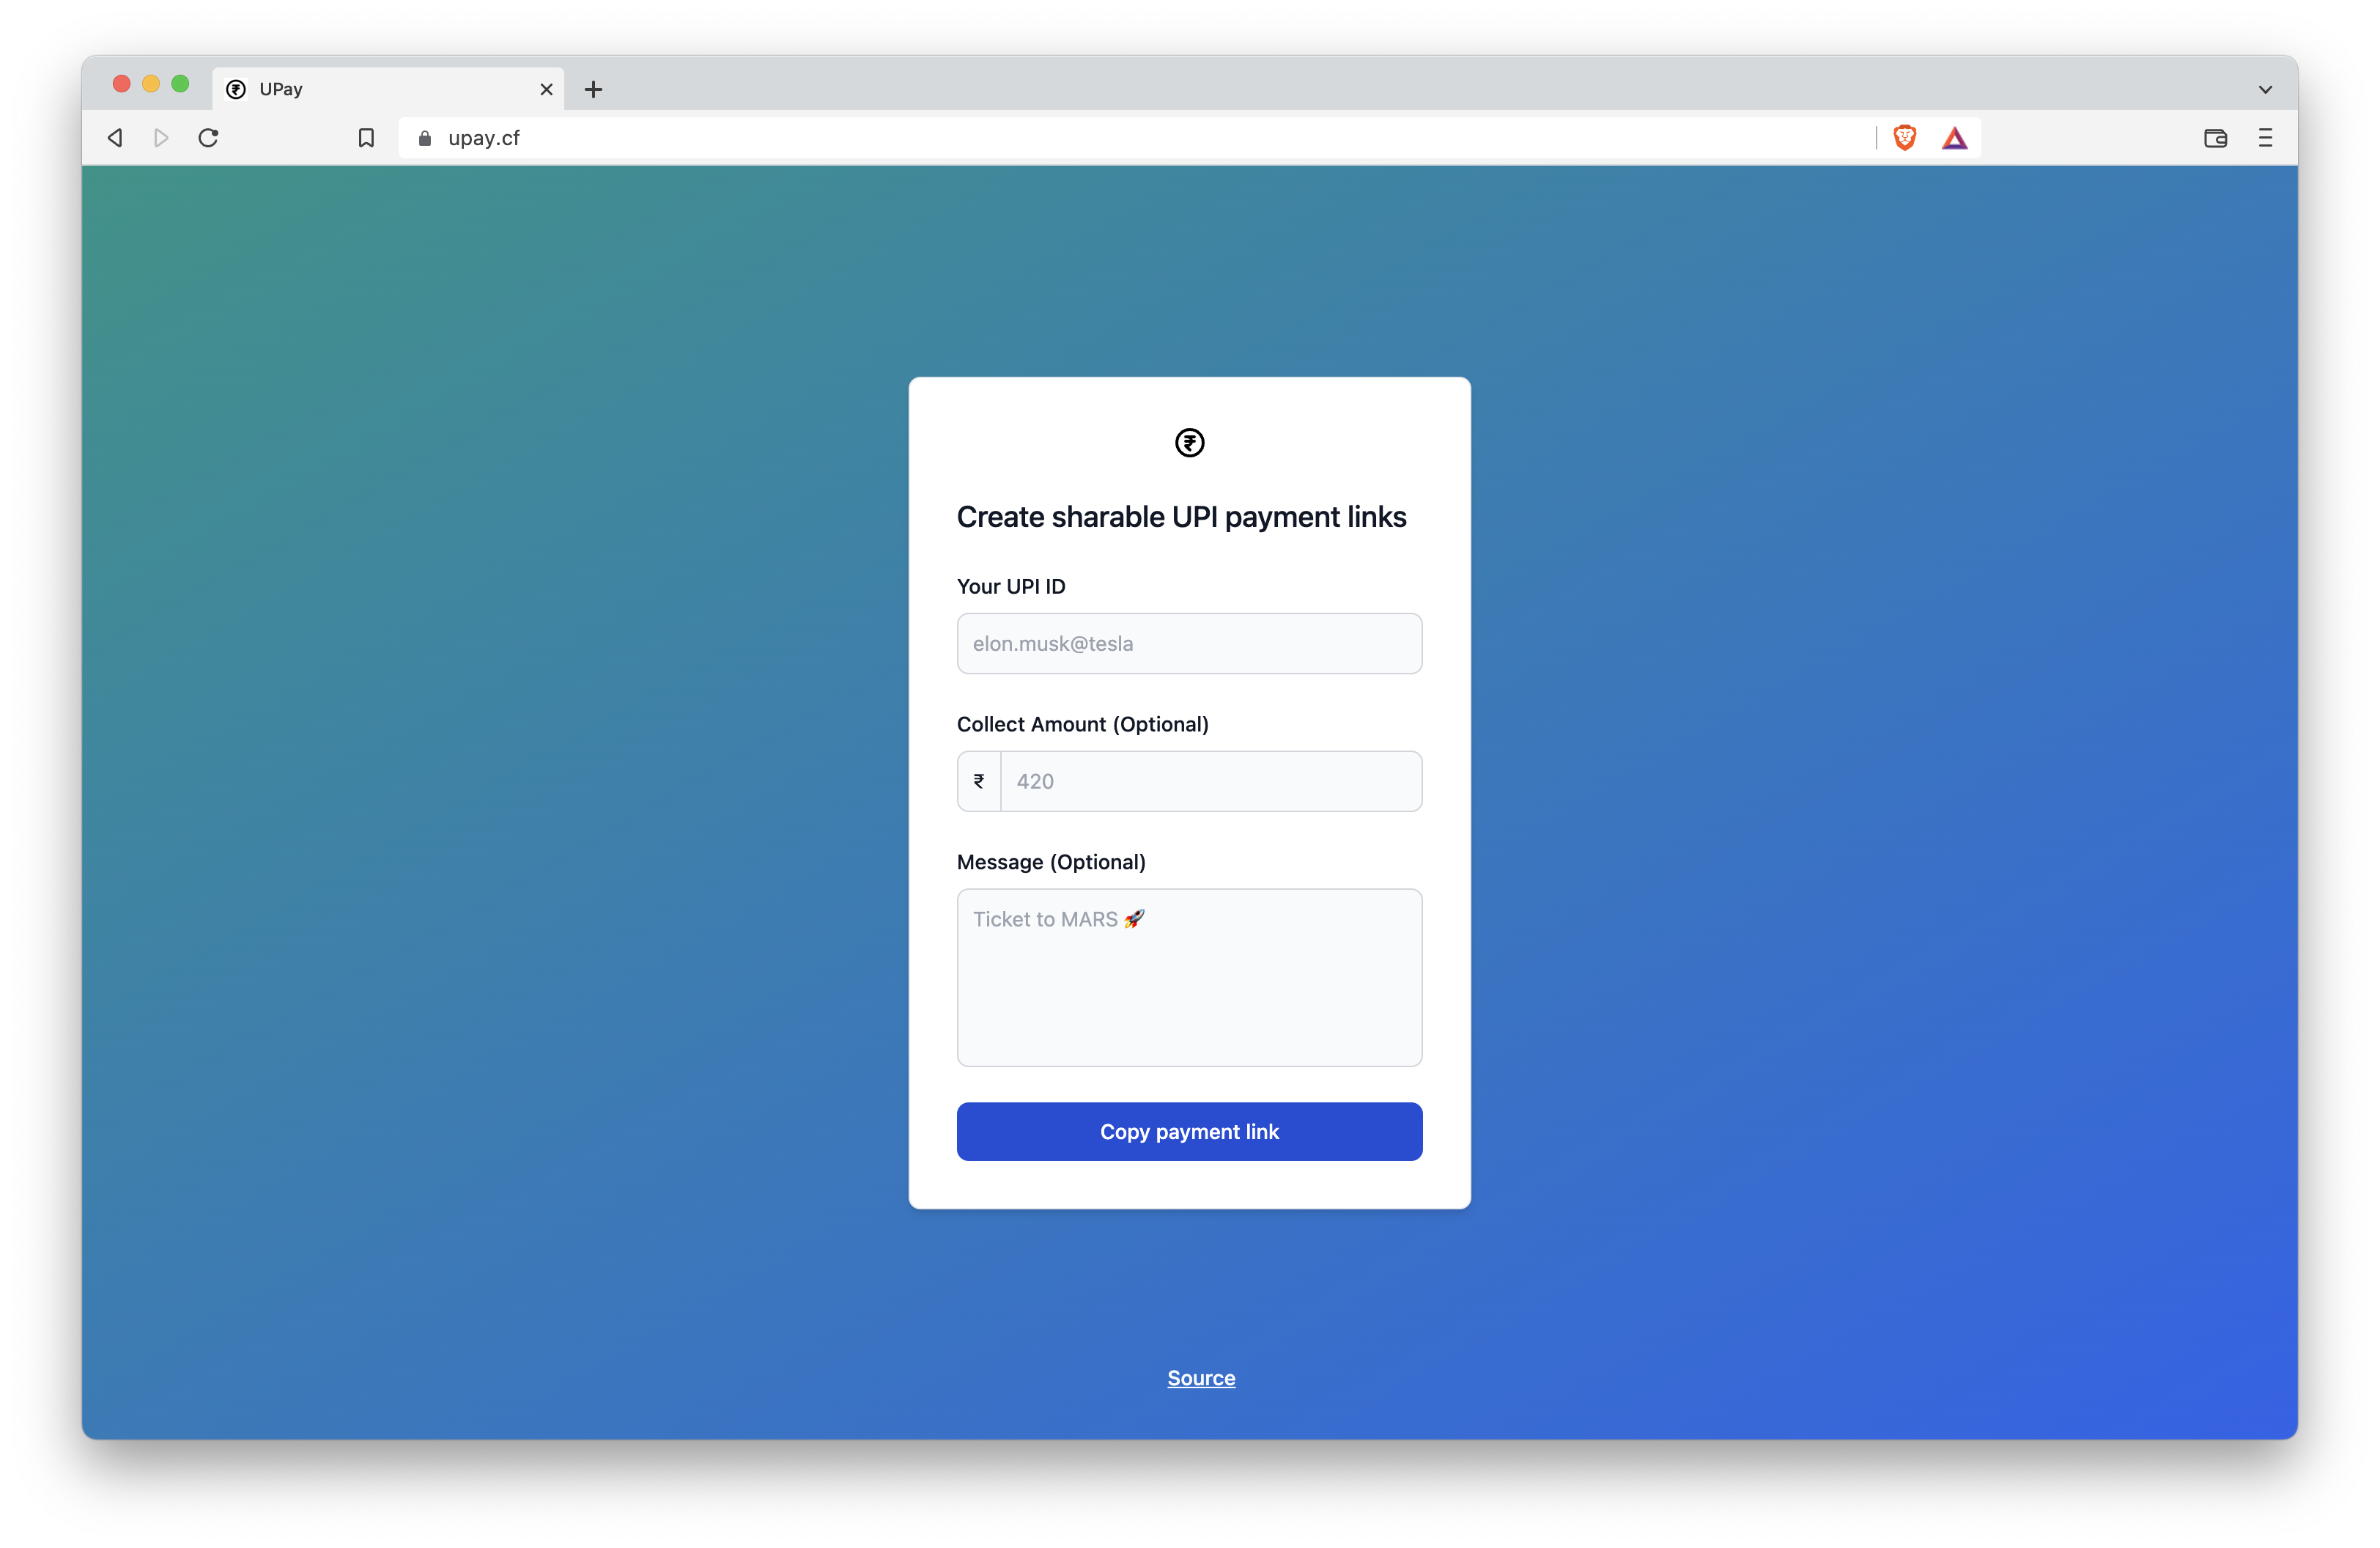 UPay
upay.cf
₹
Create sharable UPI payment links
Your UPI ID
elon.musk@tesla
Collect Amount (Optional)
₹ 420
Message (Optional)
Ticket to MARS 🚀
Copy payment link
Source